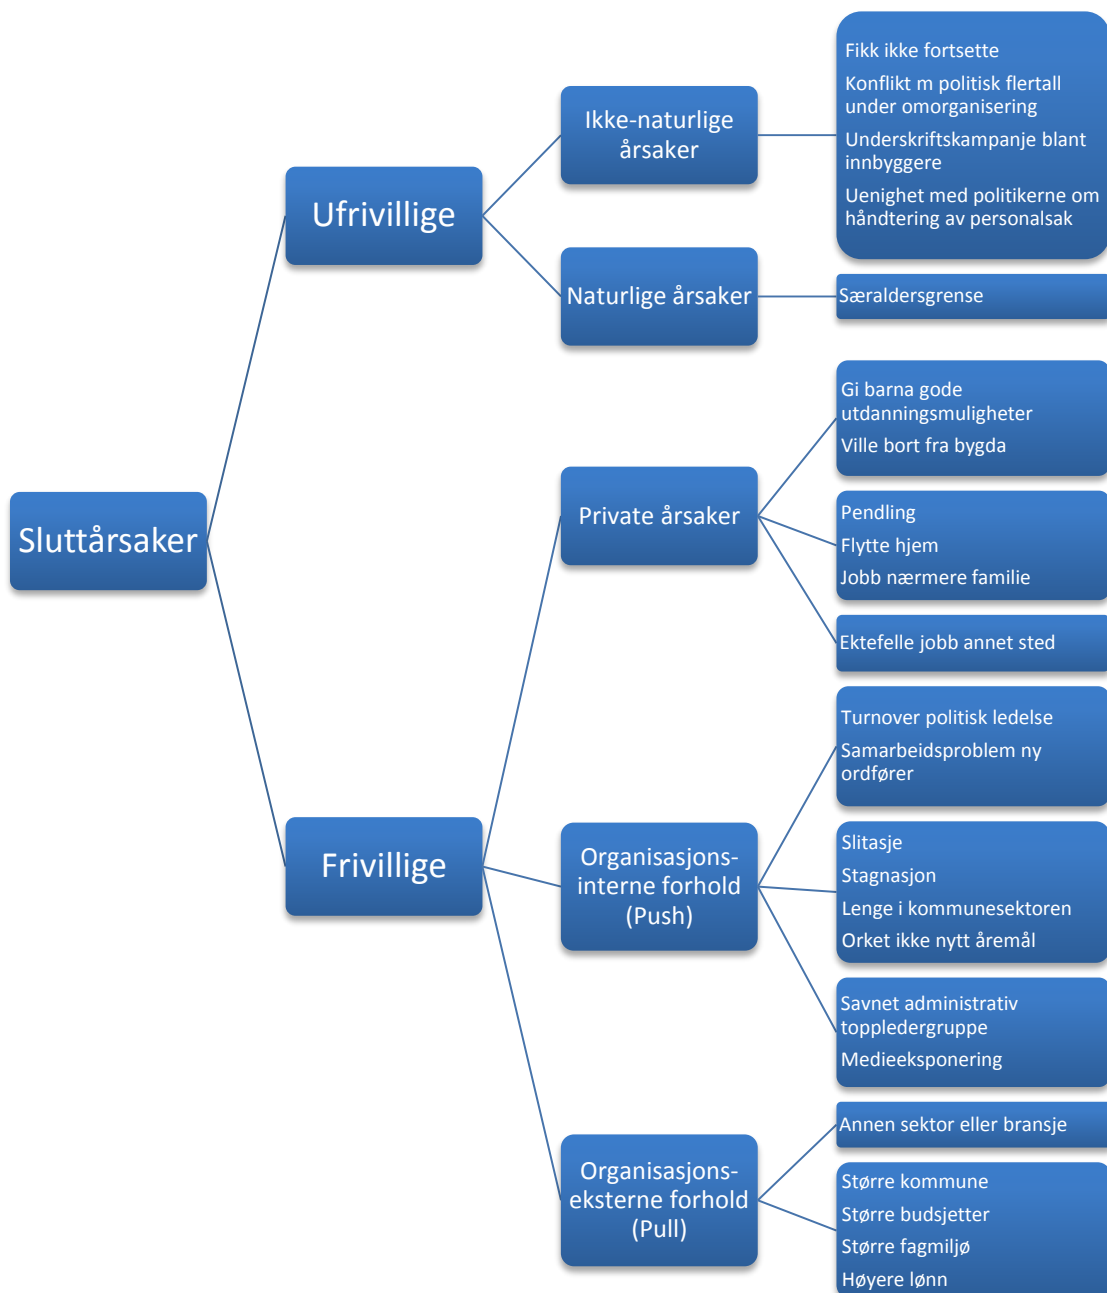 Sluttårsaker
Ufrivillige
Ikke-naturlige
årsaker
Fikk ikke fortsette
Konflikt m politisk flertall
under omorganisering
Underskriftskampanje blant
innbyggere
Uenighet med politikerne om
håndtering av personalsak
Naturlige årsaker
Særaldersgrense
Frivillige
Private årsaker
Gi barna gode
utdanningsmuligheter
Ville bort fra bygda
Pendling
Flytte hjem
Jobb nærmere familie
Ektefelle jobb annet sted
Organisasjons-
interne forhold
(Push)
Turnover politisk ledelse
Samarbeidsproblem ny
ordfører
Slitasje
Stagnasjon
Lenge i kommunesektoren
Orket ikke nytt åremål
Savnet administrativ
toppledergruppe
Medieeksponering
Organisasjons-
eksterne forhold
(Pull)
Annen sektor eller bransje
Større kommune
Større budsjetter
Større fagmiljø
Høyere lønn